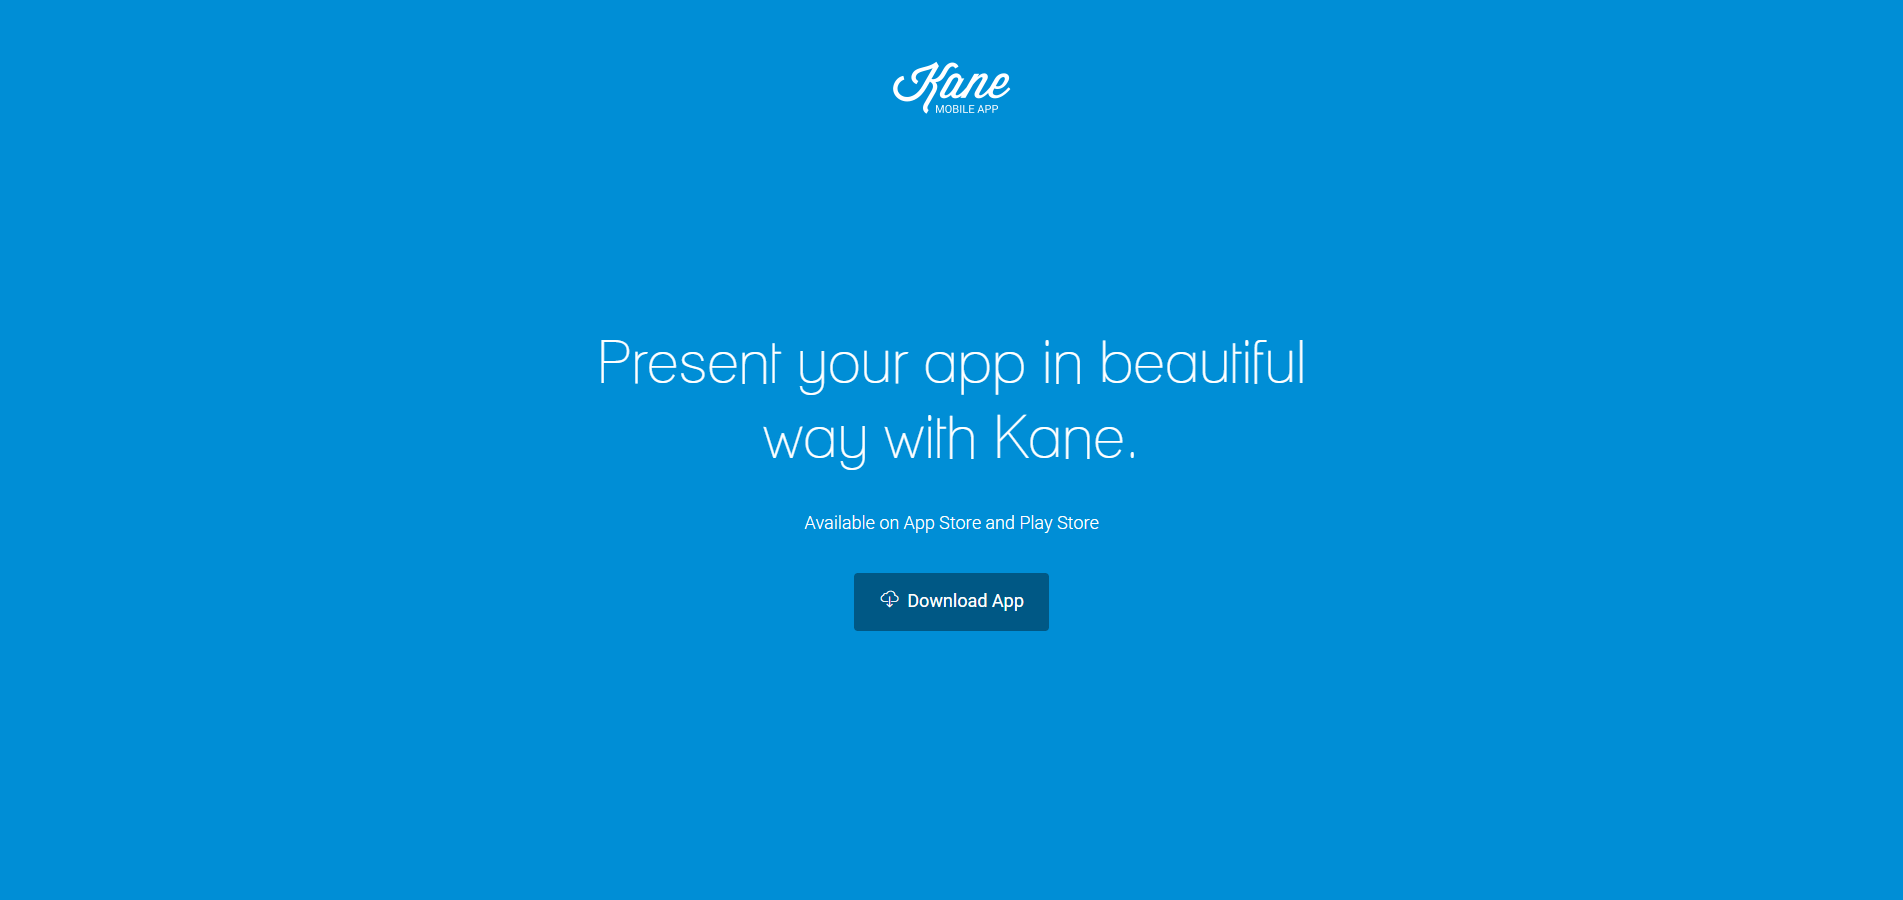 Kane
MOBILE APP
Present your app in beautiful
way with Kane.
Available on App Store and Play Store
Download App